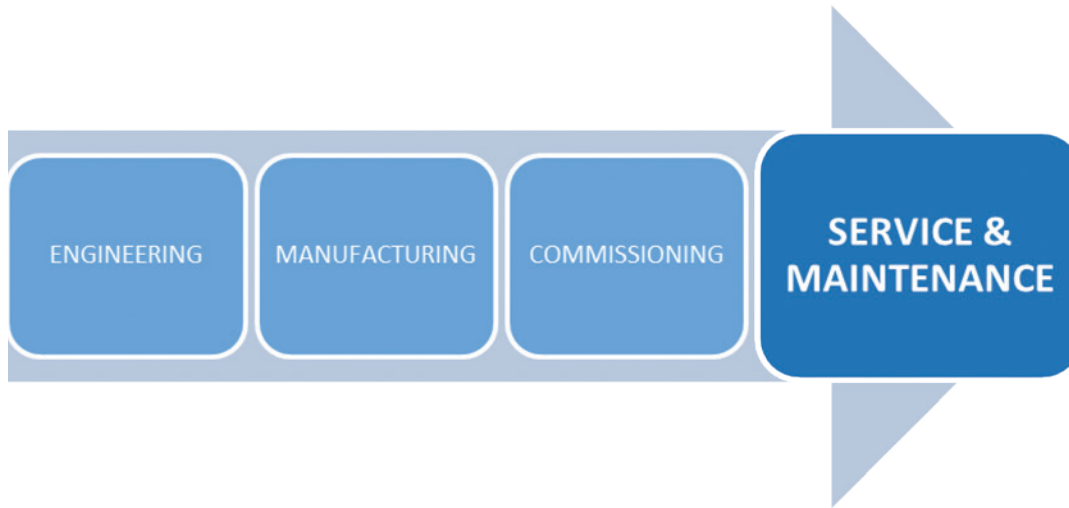 ENGINEERING
MANUFACTURING
COMMISSIONING
SERVICE &
MAINTENANCE